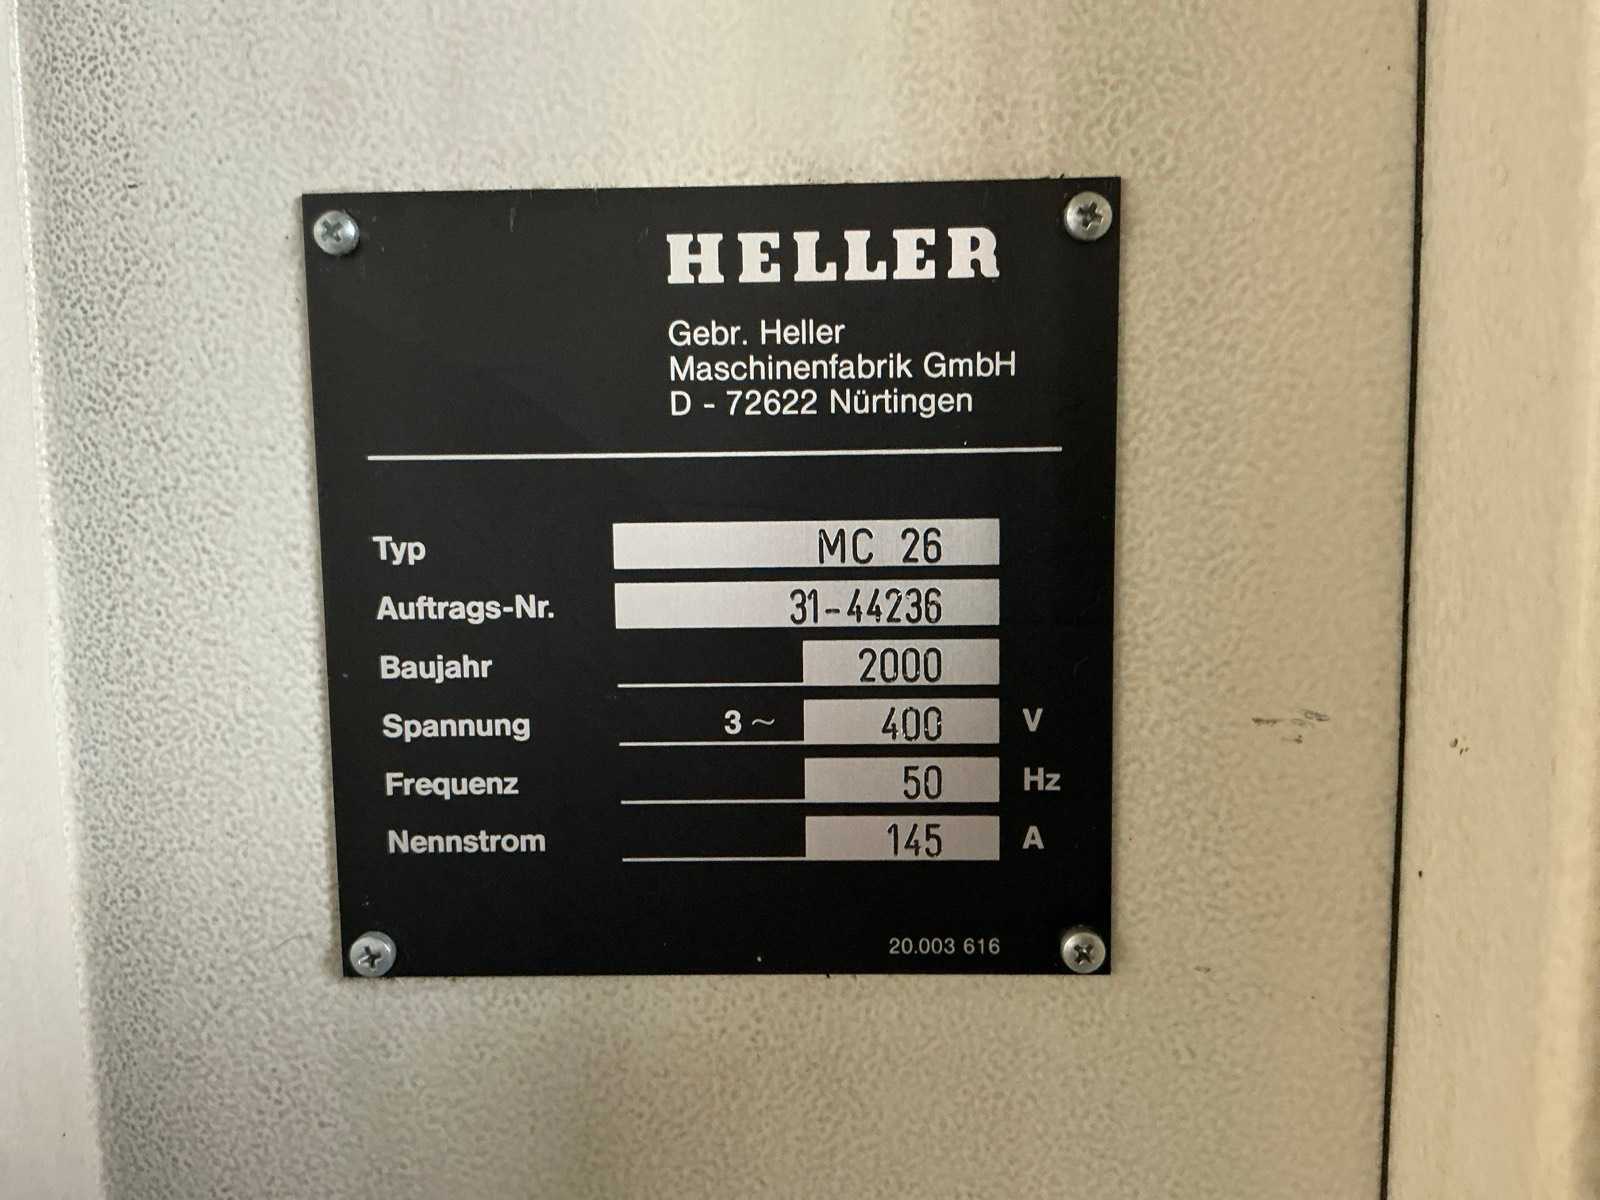 HELLER
Gebr. Heller
Maschinenfabrik GmbH
D - 72622 Nürtingen
Typ MC 26
Auftrags-Nr. 31-44236
Baujahr 2000
Spannung 3 ~ 400 V
Frequenz 50 Hz
Nennstrom 145 A
20.003 616